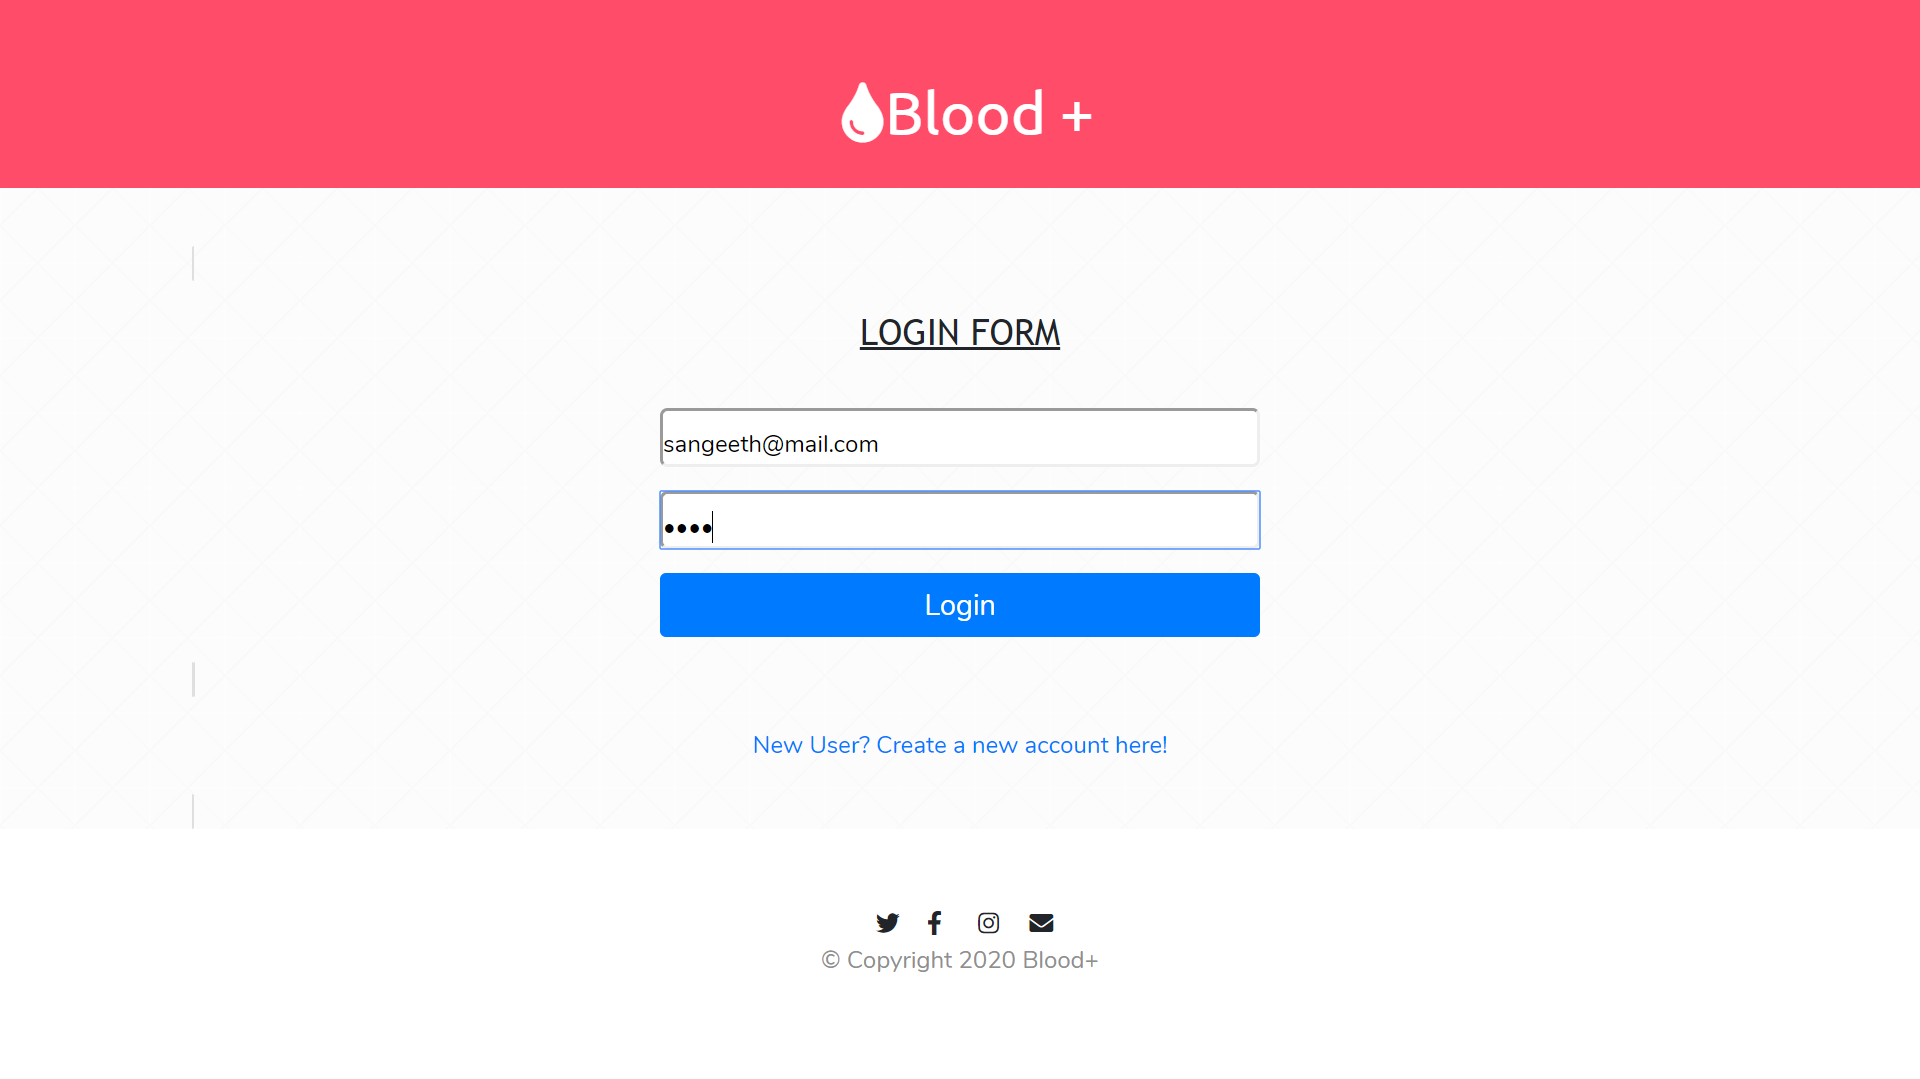 Blood +
LOGIN FORM
sangeeth@mail.com
••••
Login
New User? Create a new account here!
© Copyright 2020 Blood+